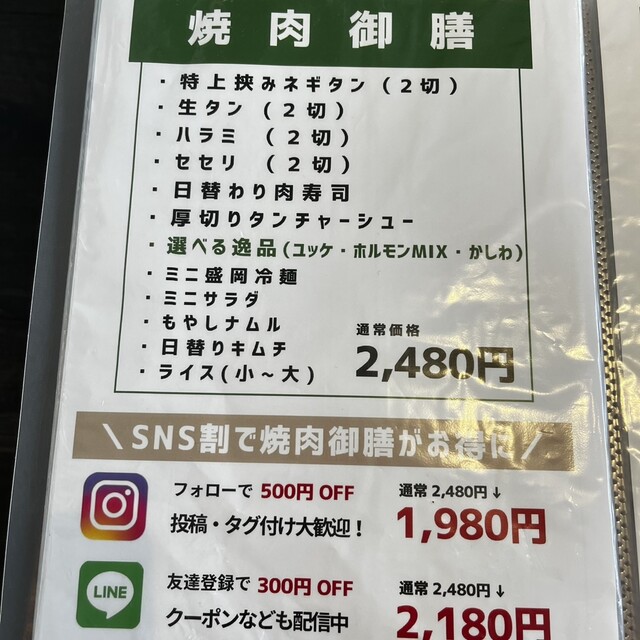 焼肉御膳
・特上挟みネギタン（2切）
・生タン（2切）
・ハラミ（2切）
・セセリ（2切）
・日替わり肉寿司
・厚切りタンチャーシュー
・選べる逸品(ユッケ・ホルモンMIX・かしわ)
・ミニ盛岡冷麺
・ミニサラダ
・もやしナムル
・日替りキムチ
・ライス(小～大)
通常価格
2,480円
\ SNS割で焼肉御膳がお得に /
フォローで 500円 OFF
投稿・タグ付け大歓迎！
通常 2,480円↓
1,980円
友達登録で 300円 OFF
クーポンなども配信中
通常 2,480円↓
2,180円
LINE